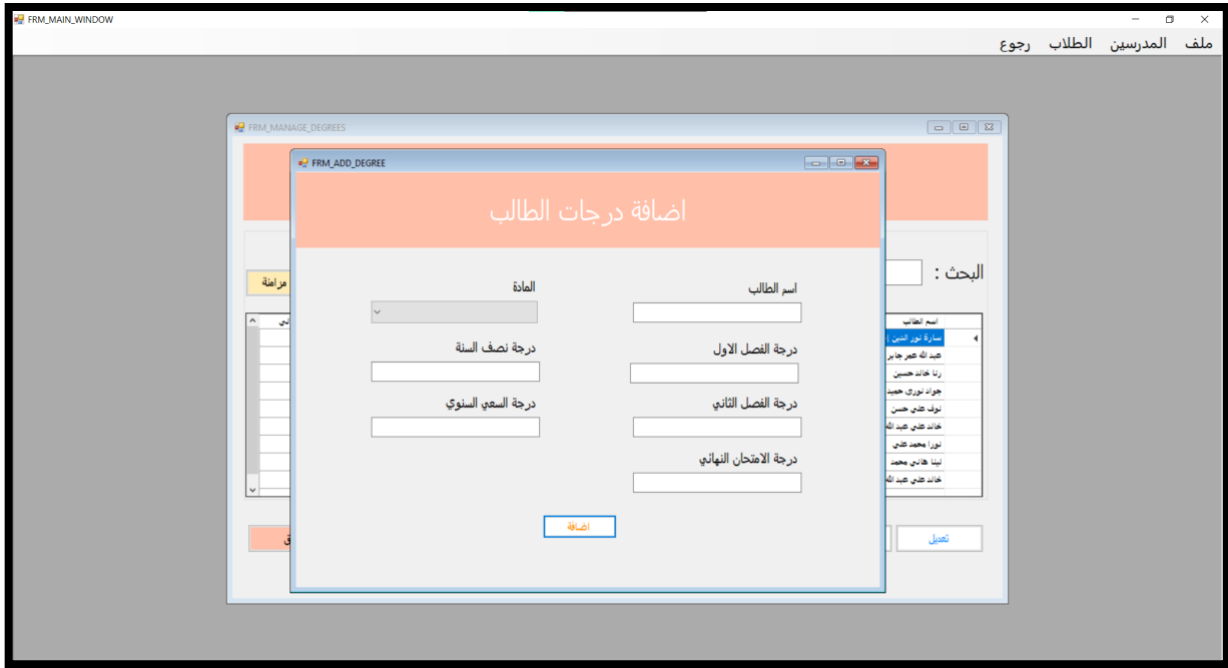 FRM_MAIN_WINDOW
ملف المدرسين الطلاب رجوع
FRM_MANAGE_DEGREES
FRM_ADD_DEGREE
اضافة درجات الطالب
البحث :
مزامنة
اسم الطالب
المادة
درجة الفصل الاول
درجة نصف السنة
درجة الفصل الثاني
درجة السعي السنوي
درجة الامتحان النهائي
اضافة
اسم الطالب
سارة نور الدين
عبد الله عمر جابر
رنا خالد حسين
جواد نوري حميد
نوف علي حسن
خالد علي عبد الله
نورا محمد علي
لينا هاني محمد
خالد علي عبد الله
تعديل